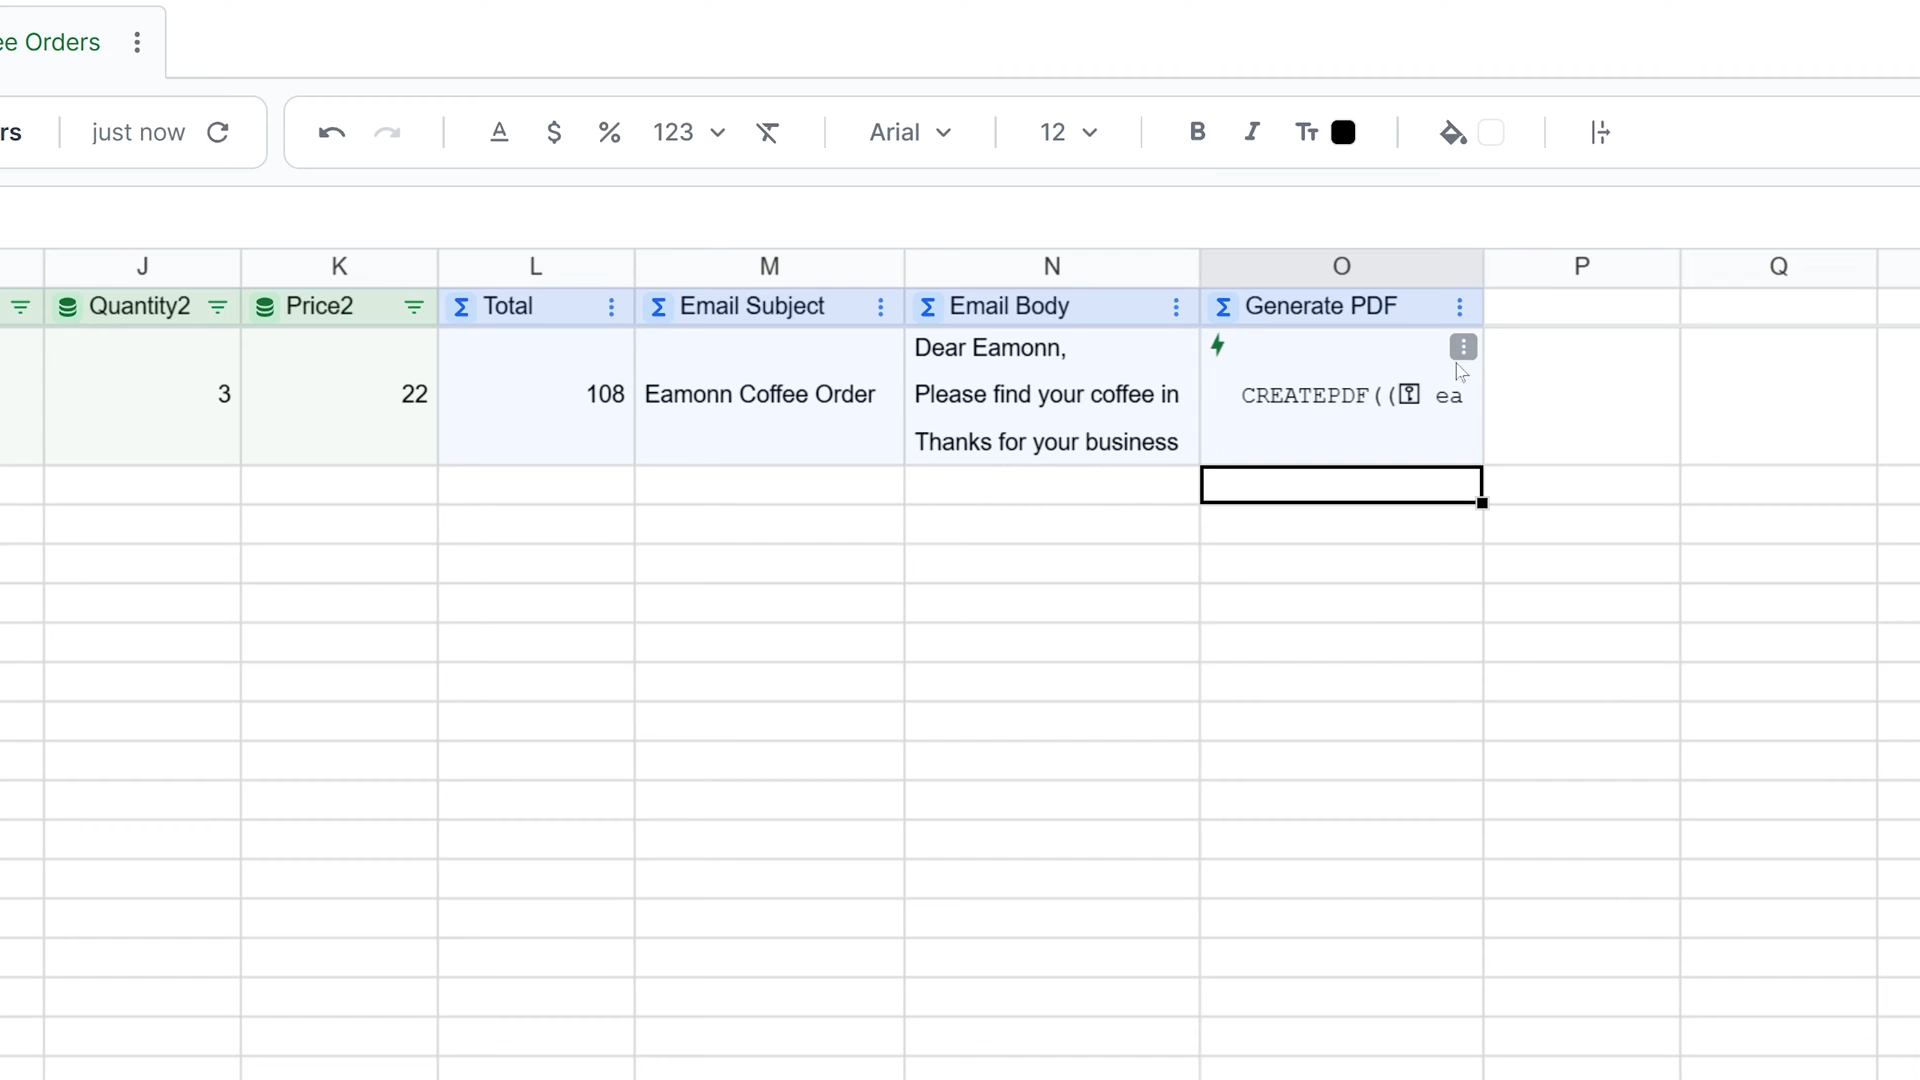 ee Orders
rs just now $ % 123 Arial 12 B I Tт
J K L M N O P Q
Quantity2 Price2 Σ Total Σ Email Subject Σ Email Body Σ Generate PDF
Dear Eamonn,
3 22 108 Eamonn Coffee Order Please find your coffee in CREATEPDF(( ea
Thanks for your business